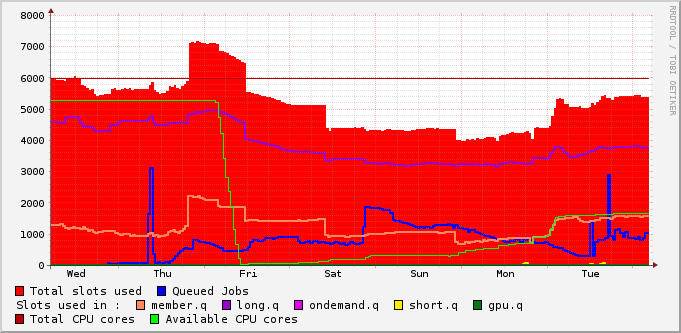 8000
7000
6000
5000
4000
3000
2000
1000
0
Wed Thu Fri Sat Sun Mon Tue
Total slots used Queued Jobs
Slots used in : member.q long.q ondemand.q short.q gpu.q
Total CPU cores Available CPU cores
RRDTOOL / TOBI OETIKER